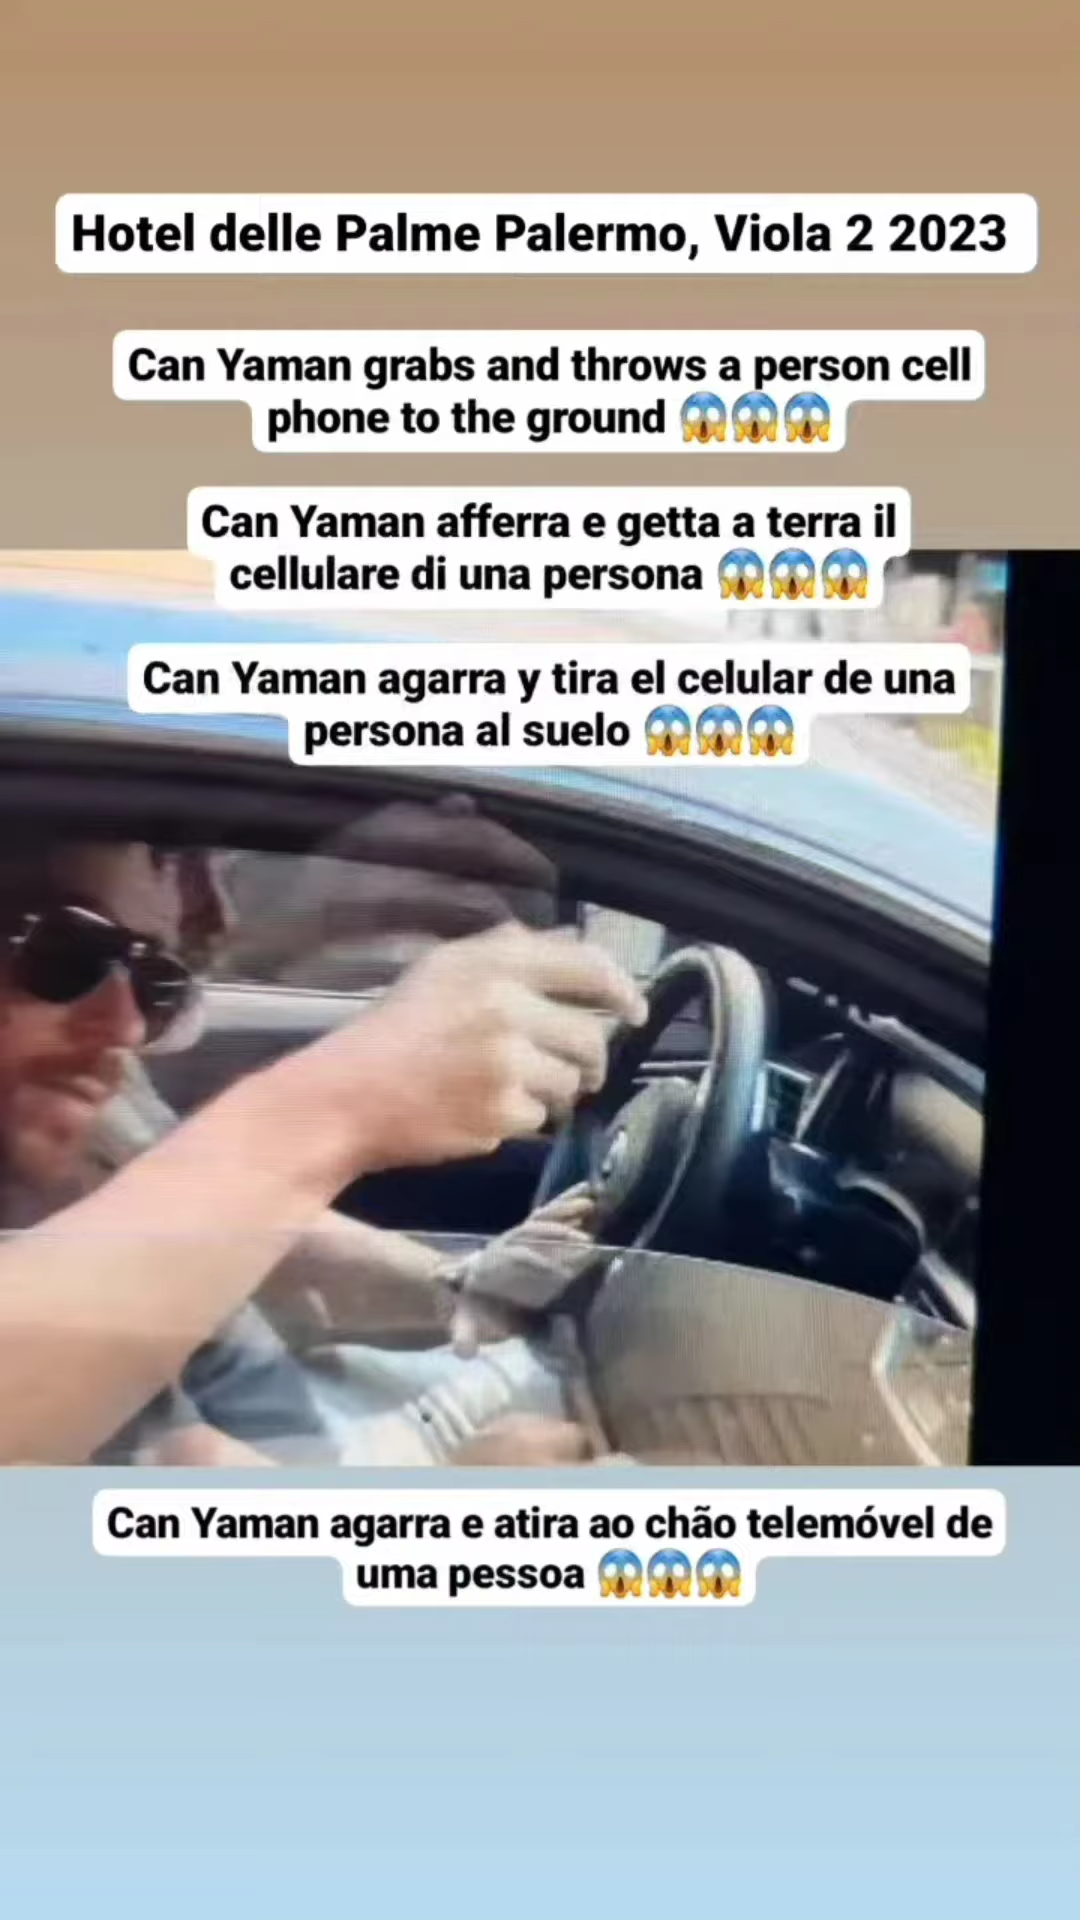 Hotel delle Palme Palermo, Viola 2 2023
Can Yaman grabs and throws a person cell
phone to the ground 😱😱😱
Can Yaman afferra e getta a terra il
cellulare di una persona 😱😱😱
Can Yaman agarra y tira el celular de una
persona al suelo 😱😱😱
Can Yaman agarra e atira ao chão telemóvel de
uma pessoa 😱😱😱